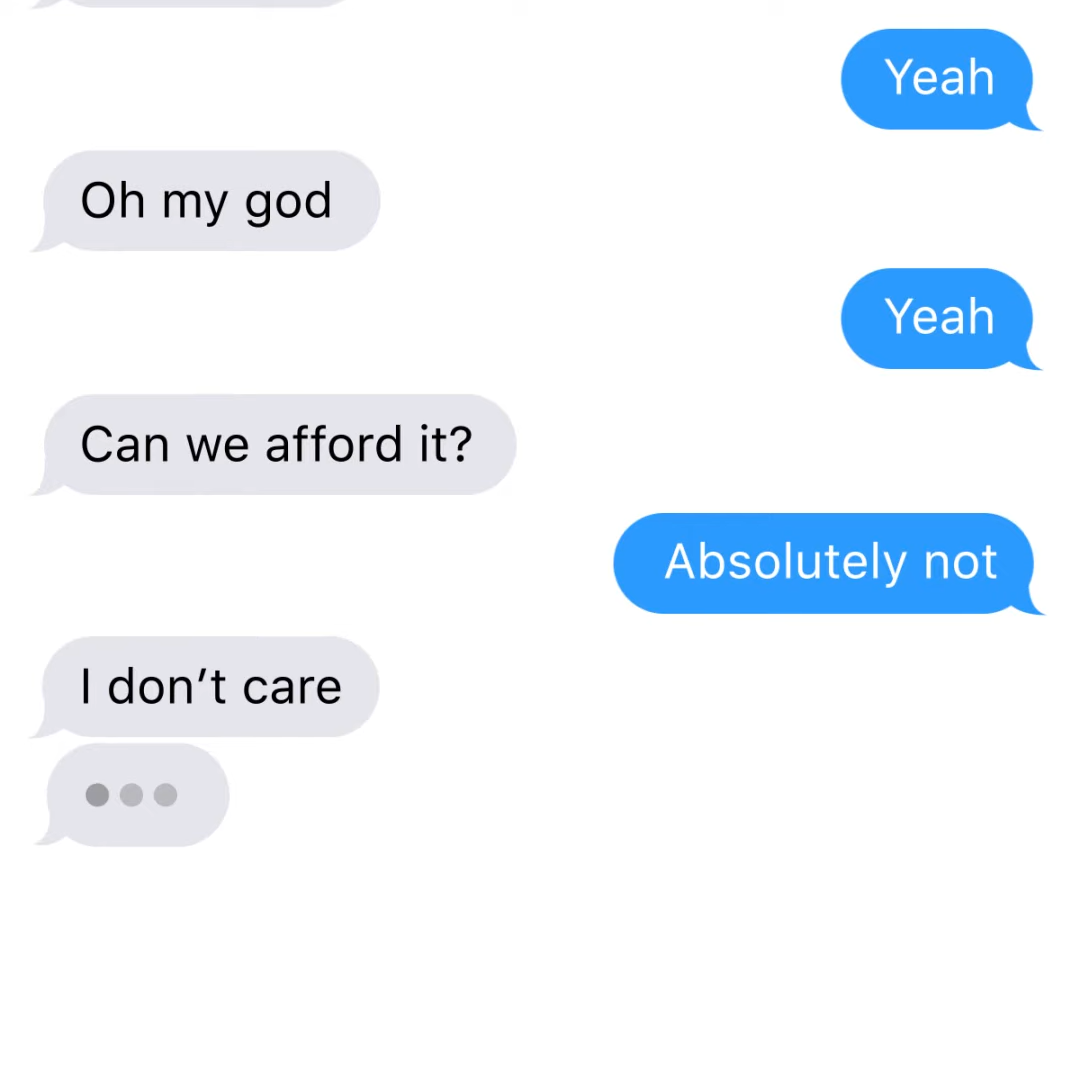 Yeah
Oh my god
Yeah
Can we afford it?
Absolutely not
I don’t care